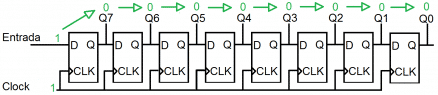 0 0 0 0 0 0 0 0
Q7 Q6 Q5 Q4 Q3 Q2 Q1 Q0
Entrada 1 D Q D Q D Q D Q D Q D Q D Q D Q
CLK CLK CLK CLK CLK CLK CLK CLK
Clock 1